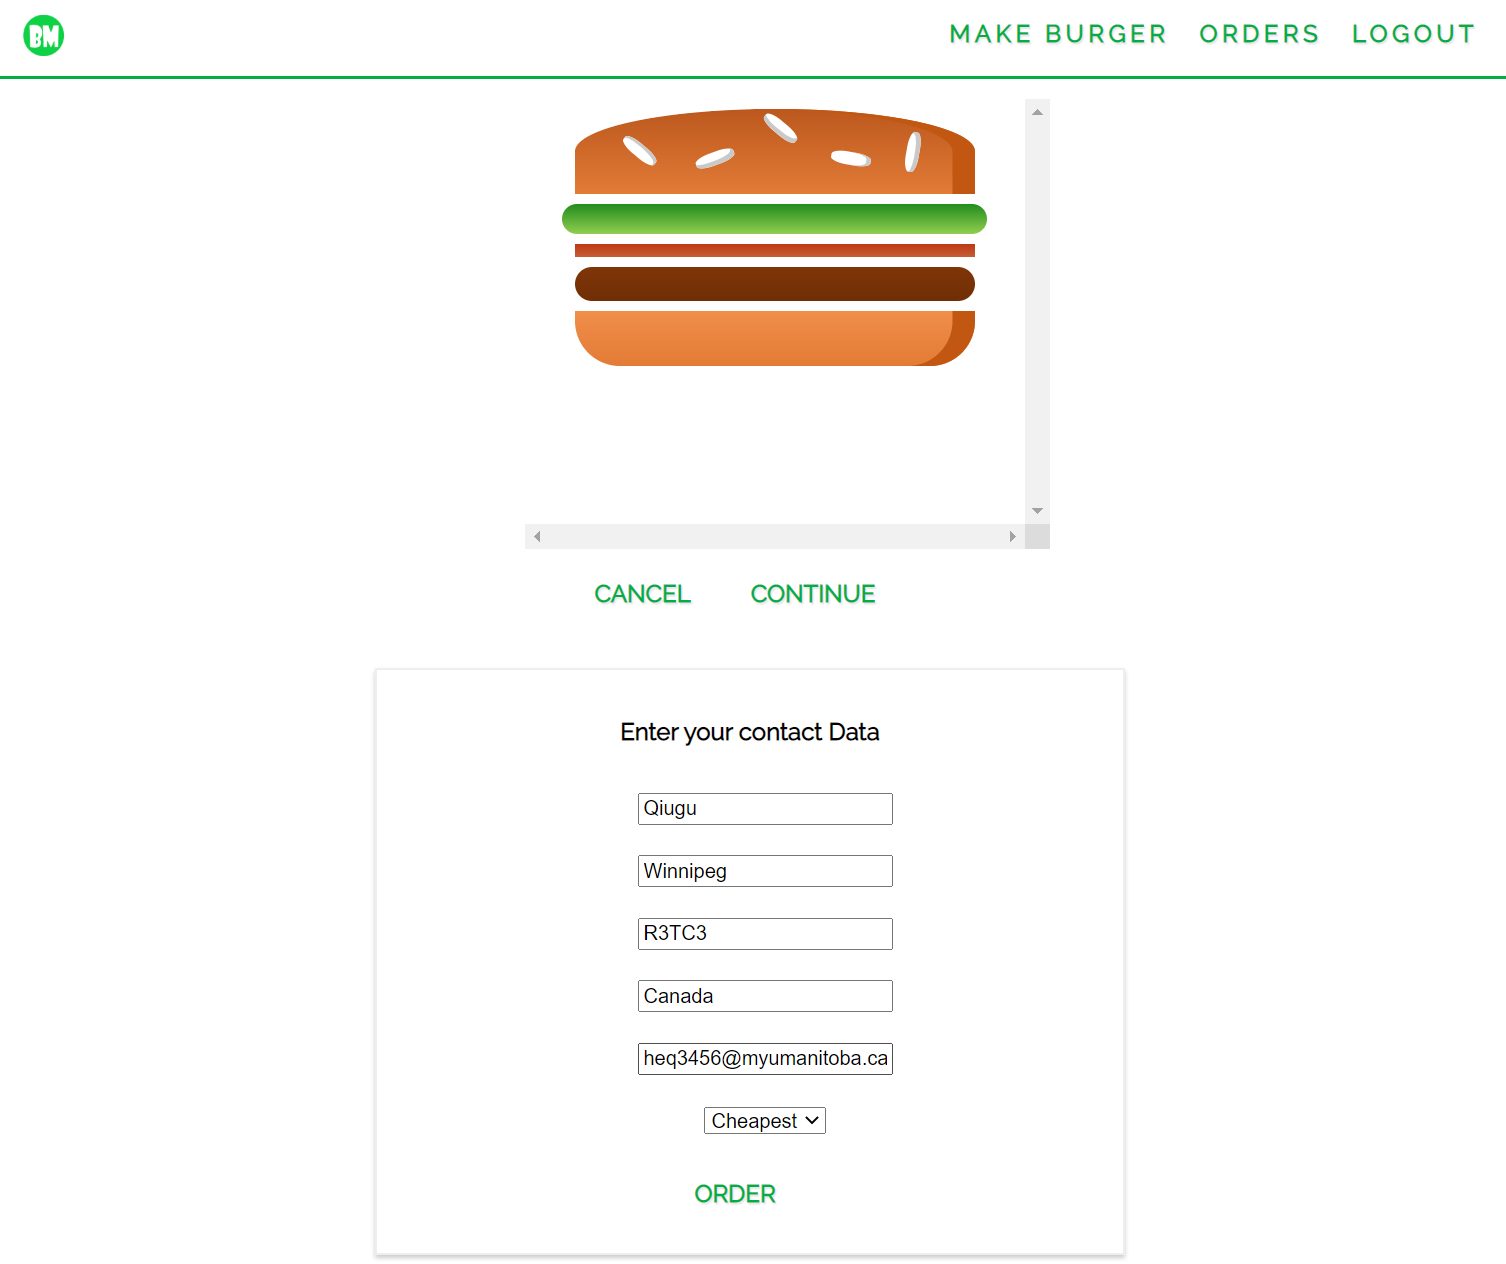 BM
MAKE BURGER ORDERS LOGOUT
CANCEL CONTINUE
Enter your contact Data
Qiugu
Winnipeg
R3TC3
Canada
heq3456@myumanitoba.ca
Cheapest
ORDER